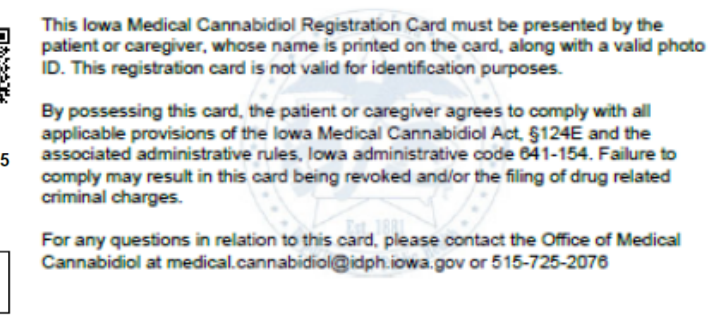 This Iowa Medical Cannabidiol Registration Card must be presented by the
patient or caregiver, whose name is printed on the card, along with a valid photo
ID. This registration card is not valid for identification purposes.
By possessing this card, the patient or caregiver agrees to comply with all
applicable provisions of the Iowa Medical Cannabidiol Act, §124E and the
5 associated administrative rules, Iowa administrative code 641-154. Failure to
comply may result in this card being revoked and/or the filing of drug related
criminal charges.
Est. 1881
For any questions in relation to this card, please contact the Office of Medical
Cannabidiol at medical.cannabidiol@idph.iowa.gov or 515-725-2076